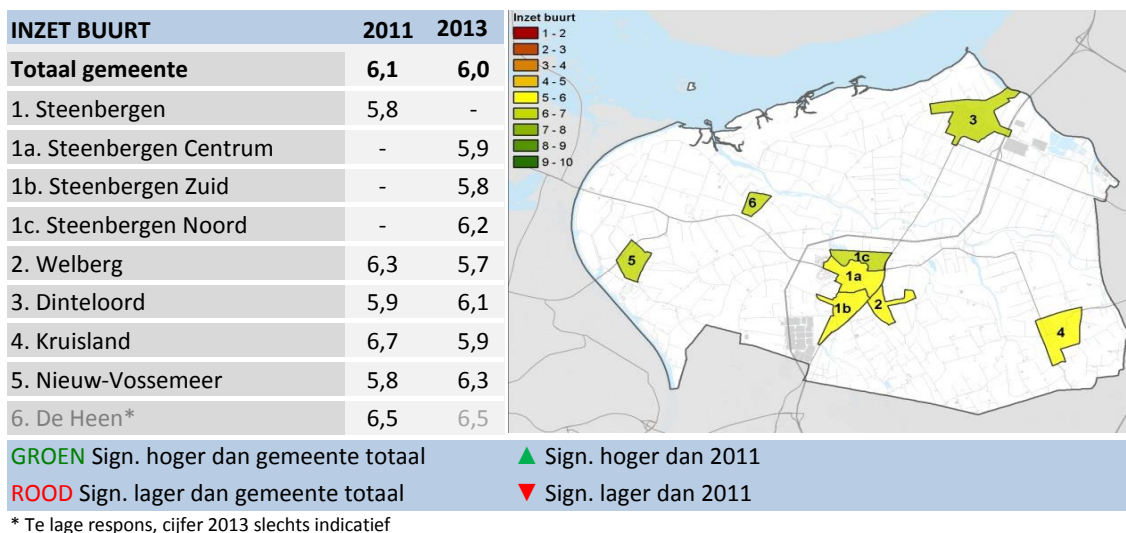 INZET BUURT 2011 2013
Totaal gemeente 6,1 6,0
1. Steenbergen 5,8 -
1a. Steenbergen Centrum - 5,9
1b. Steenbergen Zuid - 5,8
1c. Steenbergen Noord - 6,2
2. Welberg 6,3 5,7
3. Dinteloord 5,9 6,1
4. Kruisland 6,7 5,9
5. Nieuw-Vossemeer 5,8 6,3
6. De Heen* 6,5 6,5
Inzet buurt
1 - 2
2 - 3
3 - 4
4 - 5
5 - 6
6 - 7
7 - 8
8 - 9
9 - 10
3
6
5
1c
1a
1b
2
4
GROEN Sign. hoger dan gemeente totaal ▲ Sign. hoger dan 2011
ROOD Sign. lager dan gemeente totaal ▼ Sign. lager dan 2011
* Te lage respons, cijfer 2013 slechts indicatief